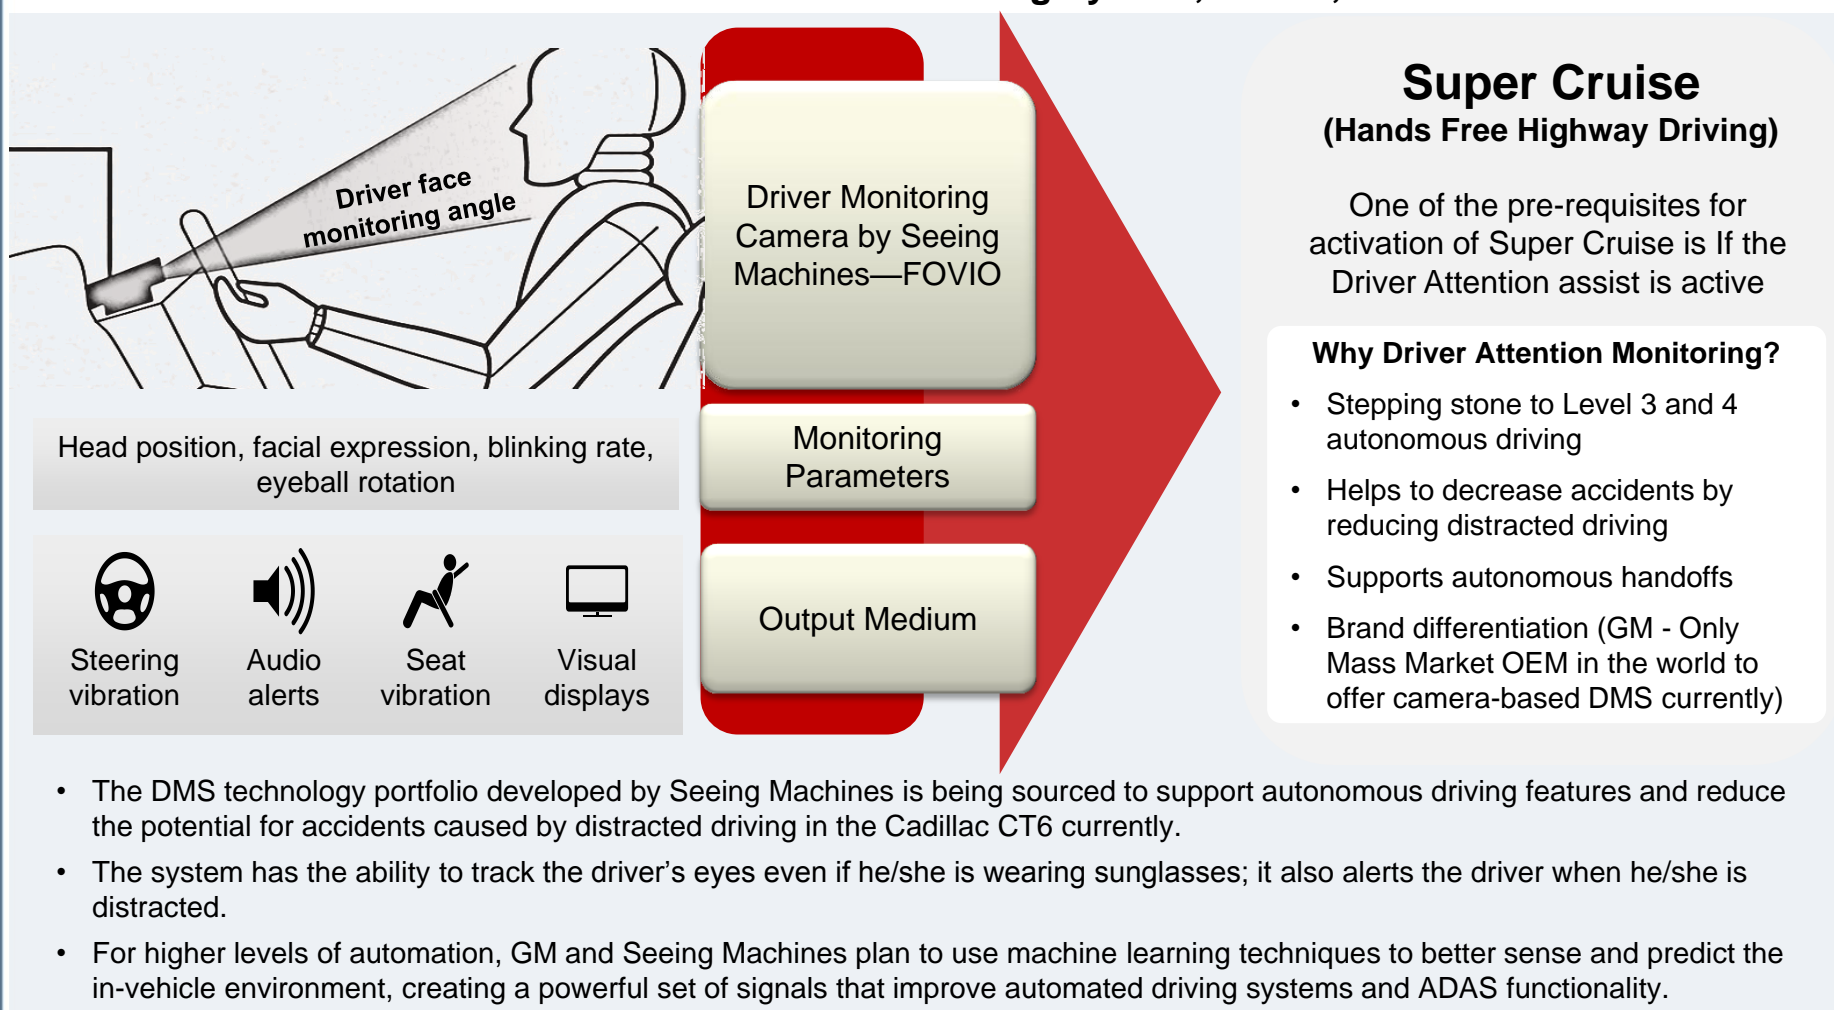 Driver face
monitoring angle
Driver Monitoring
Camera by Seeing
Machines—FOVIO
Head position, facial expression, blinking rate,
eyeball rotation
Monitoring
Parameters
Steering
vibration
Audio
alerts
Seat
vibration
Visual
displays
Output Medium
Super Cruise
(Hands Free Highway Driving)
One of the pre-requisites for
activation of Super Cruise is If the
Driver Attention assist is active
Why Driver Attention Monitoring?
• Stepping stone to Level 3 and 4
autonomous driving
• Helps to decrease accidents by
reducing distracted driving
• Supports autonomous handoffs
• Brand differentiation (GM - Only
Mass Market OEM in the world to
offer camera-based DMS currently)
• The DMS technology portfolio developed by Seeing Machines is being sourced to support autonomous driving features and reduce
the potential for accidents caused by distracted driving in the Cadillac CT6 currently.
• The system has the ability to track the driver’s eyes even if he/she is wearing sunglasses; it also alerts the driver when he/she is
distracted.
• For higher levels of automation, GM and Seeing Machines plan to use machine learning techniques to better sense and predict the
in-vehicle environment, creating a powerful set of signals that improve automated driving systems and ADAS functionality.